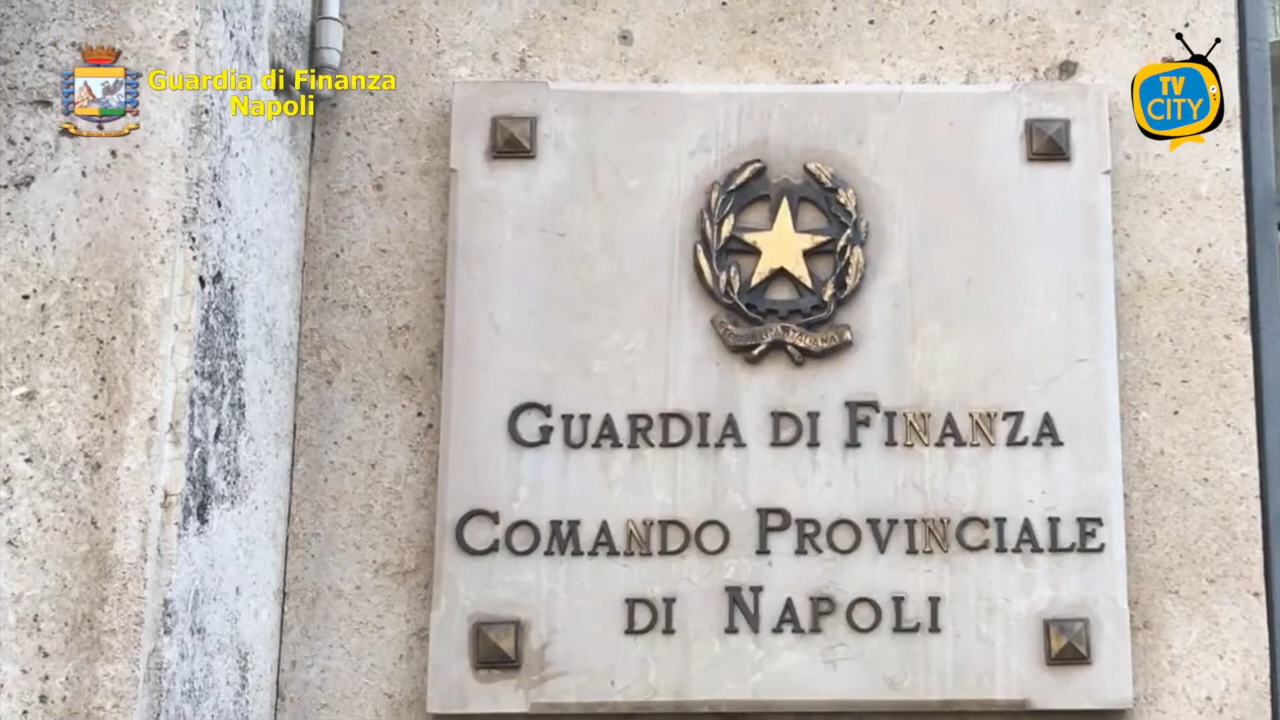 Guardia di Finanza
Napoli
TV
CITY
GUARDIA DI FINANZA
COMANDO PROVINCIALE
DI NAPOLI